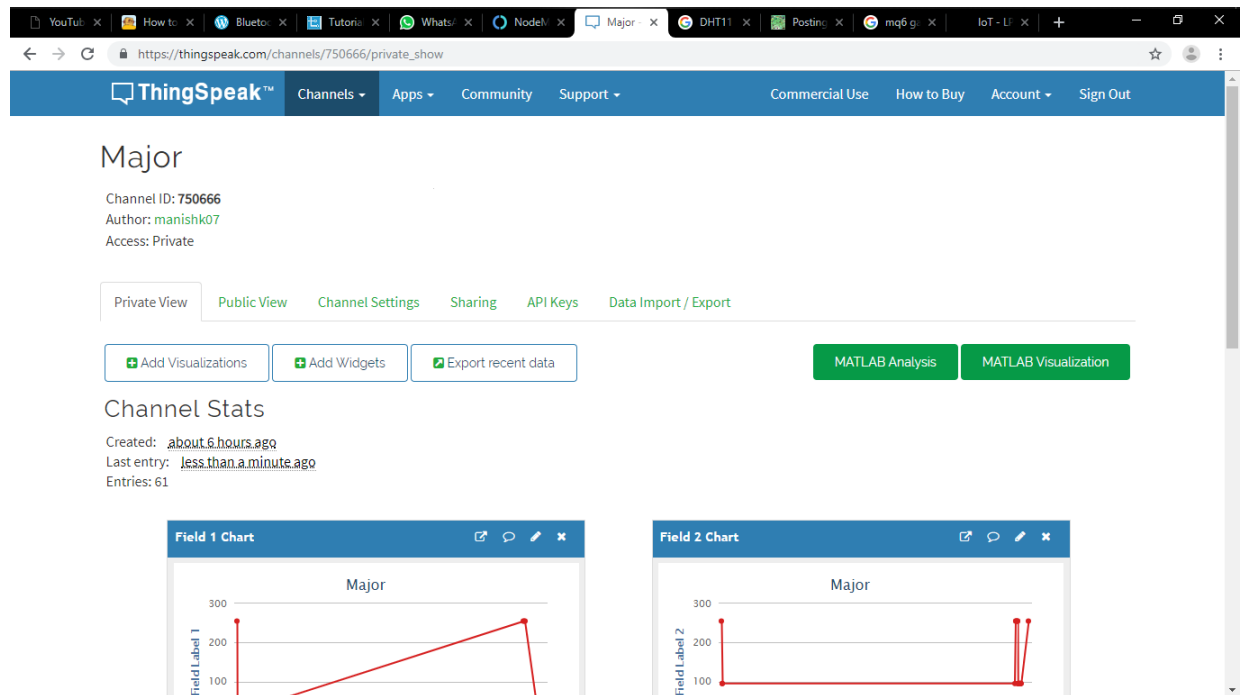 YouTub How to Bluetoo Tutoria Whats NodeM Major - DHT11 Posting mq6 ga IoT - LF
https://thingspeak.com/channels/750666/private_show
ThingSpeak™ Channels Apps Community Support Commercial Use How to Buy Account Sign Out
Major
Channel ID: 750666
Author: manishk07
Access: Private
Private View Public View Channel Settings Sharing API Keys Data Import / Export
Add Visualizations Add Widgets Export recent data MATLAB Analysis MATLAB Visualization
Channel Stats
Created: about 6 hours ago
Last entry: less than a minute ago
Entries: 61
Field 1 Chart
Major
300
200
100
Field Label 1
Field 2 Chart
Major
300
200
100
Field Label 2